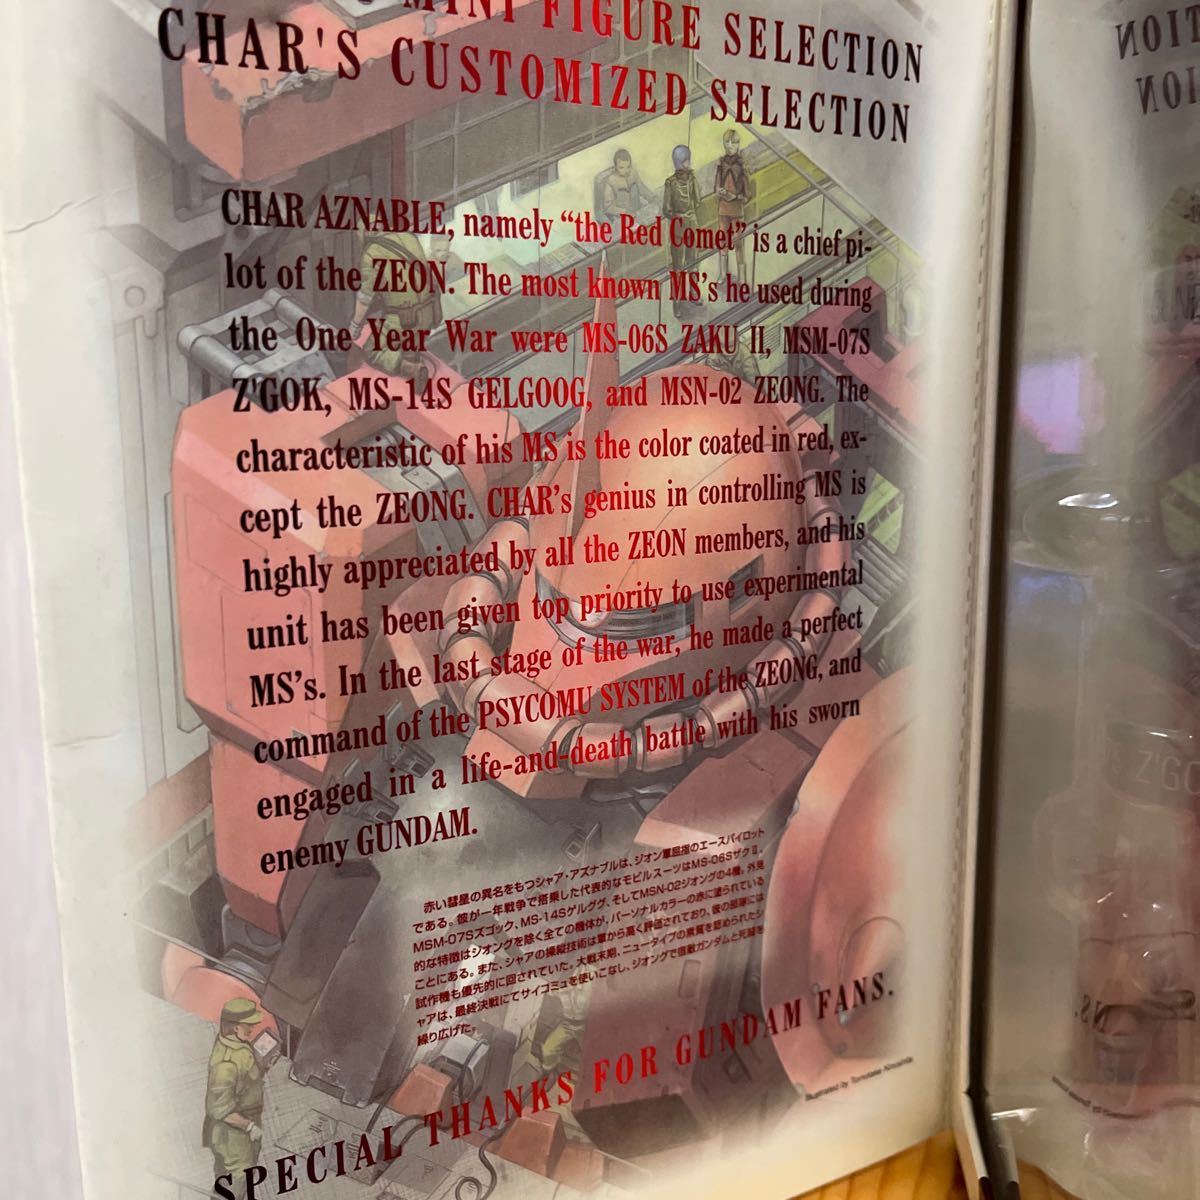 MINI FIGURE SELECTION
CHAR'S CUSTOMIZED SELECTION
CHAR AZNABLE, namely “the Red Comet” is a chief pi-
lot of the ZEON. The most known MS's he used during
the One Year War were MS-06S ZAKU II, MSM-07S
Z'GOK, MS-14S GELGOOG, and MSN-02 ZEONG. The
characteristic of his MS is the color coated in red, ex-
cept the ZEONG. CHAR's genius in controlling MS is
highly appreciated by all the ZEON members, and his
unit has been given top priority to use experimental
MS's. In the last stage of the war, he made a perfect
command of the PSYCOMU SYSTEM of the ZEONG, and
engaged in a life-and-death battle with his sworn
enemy GUNDAM.
赤い彗星の異名をもつシャア・アズナブルは、ジオン軍屈指のエースパイロット
である。彼が一年戦争で搭乗した代表的なモビルスーツはMS-06SザクⅡ、
MSM-07Sズゴック、MS-14Sゲルググ、そしてMSN-02ジオングの4機。外見
的な特徴はジオングを除く全ての機体が、パーソナルカラーの赤に塗られている
ことにある。また、シャアの操縦技術は軍から高く評価されており、彼の部隊には
試作機も優先的に回されていた。大戦末期、ニュータイプの素質を認められたシ
ャアは、最終決戦にてサイコミュを使いこなし、ジオングで宿敵ガンダムと死闘を
繰り広げた。
Illustrated by
SPECIAL THANKS FOR GUNDAM FANS.
Z'GO